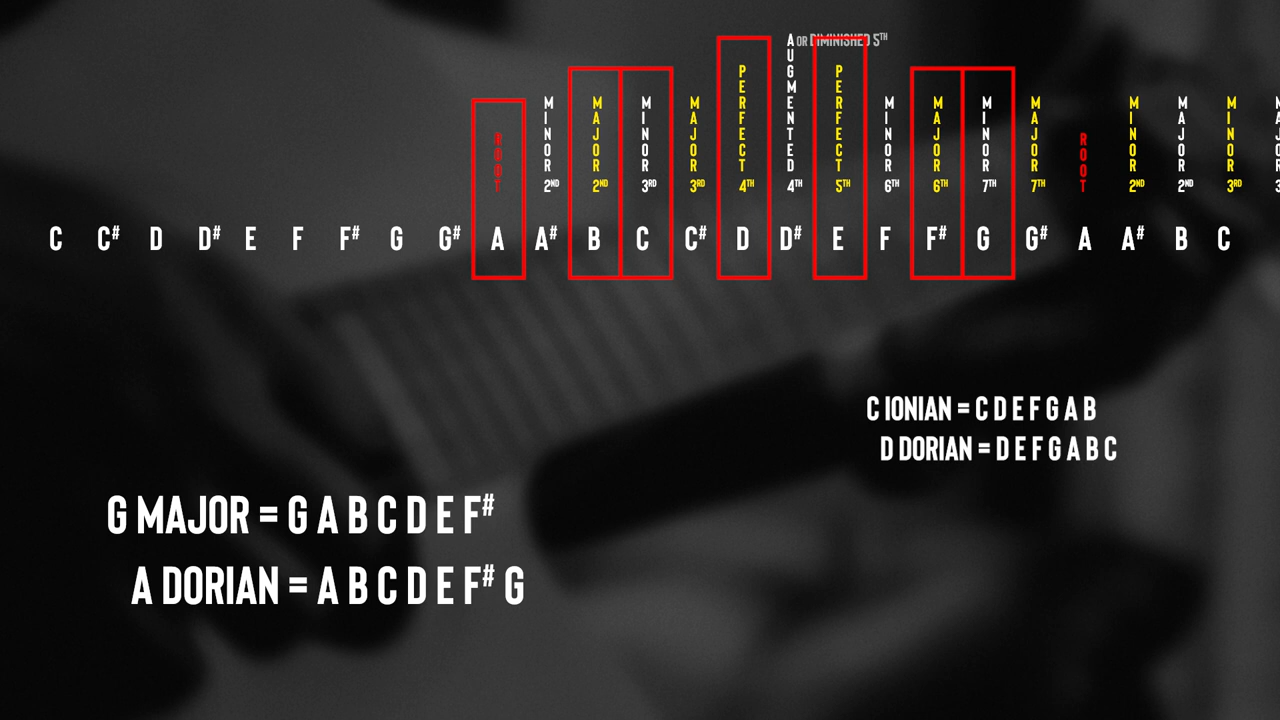 AUGMENTED 4TH OR DIMINISHED 5TH
ROOT
MINOR 2ND
MAJOR 2ND
MINOR 3RD
MAJOR 3RD
PERFECT 4TH
PERFECT 5TH
MINOR 6TH
MAJOR 6TH
MINOR 7TH
MAJOR 7TH
ROOT
MINOR 2ND
MAJOR 2ND
MINOR 3RD
C C# D D# E F F# G G# A A# B C C# D D# E F F# G G# A A# B C
C IONIAN = C D E F G A B
D DORIAN = D E F G A B C
G MAJOR = G A B C D E F#
A DORIAN = A B C D E F# G